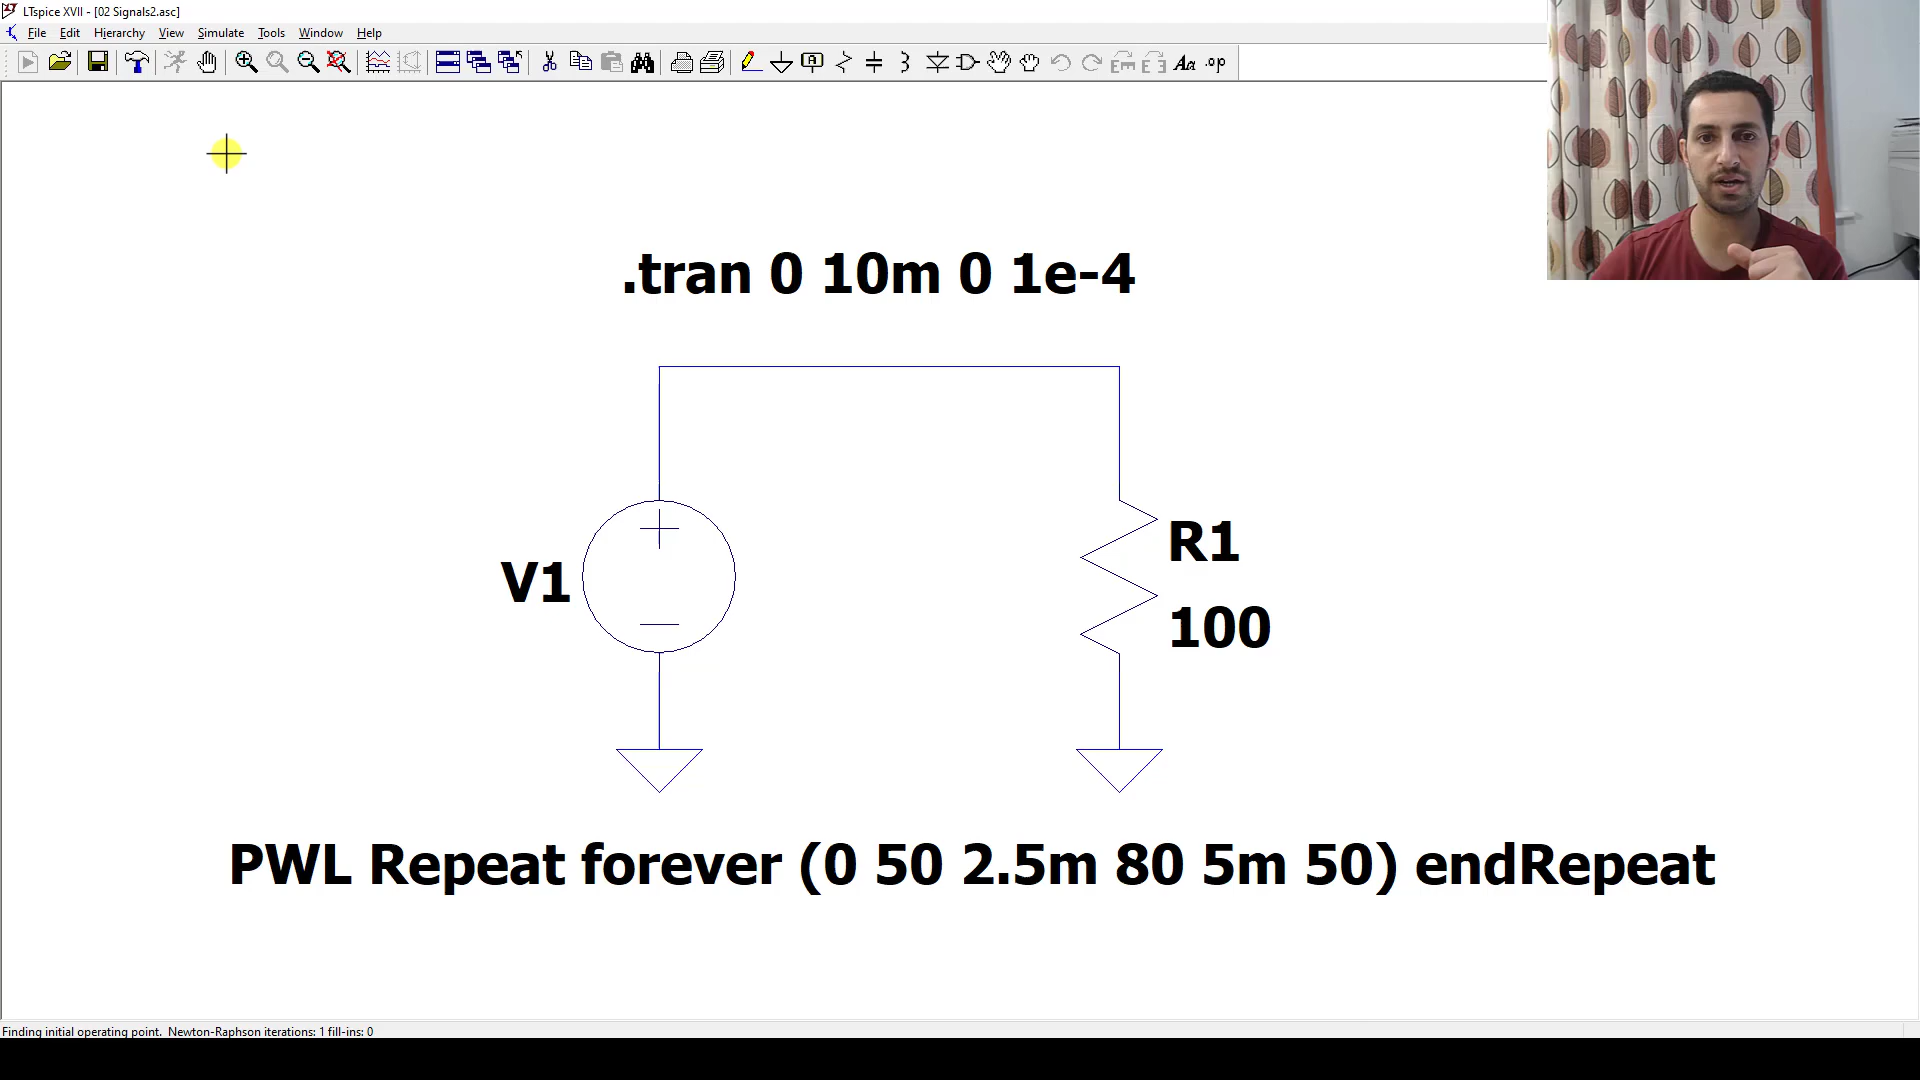 LTspice XVII - [02 Signals2.asc]
File Edit Hierarchy View Simulate Tools Window Help
Aa .op
.tran 0 10m 0 1e-4
V1
R1
100
PWL Repeat forever (0 50 2.5m 80 5m 50) endRepeat
Finding initial operating point. Newton-Raphson iterations: 1 fill-ins: 0